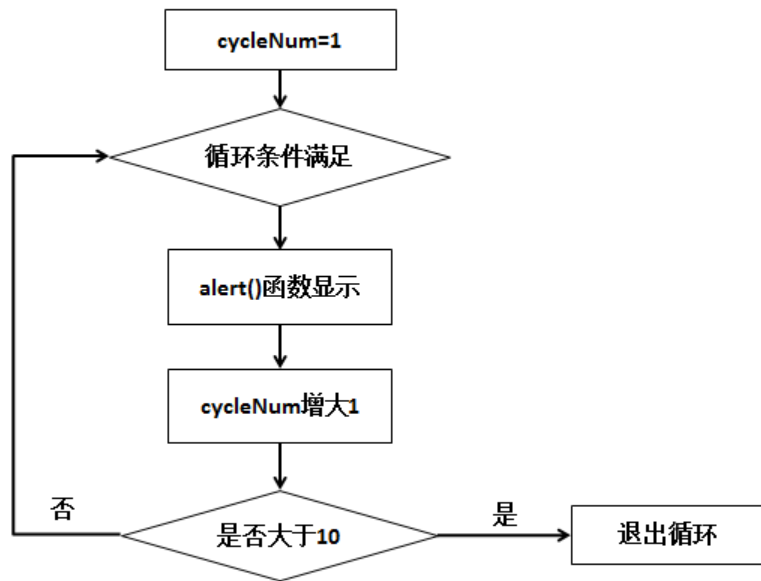 cycleNum=1
循环条件满足
alert()函数显示
cycleNum增大1
否
是否大于10
是
退出循环